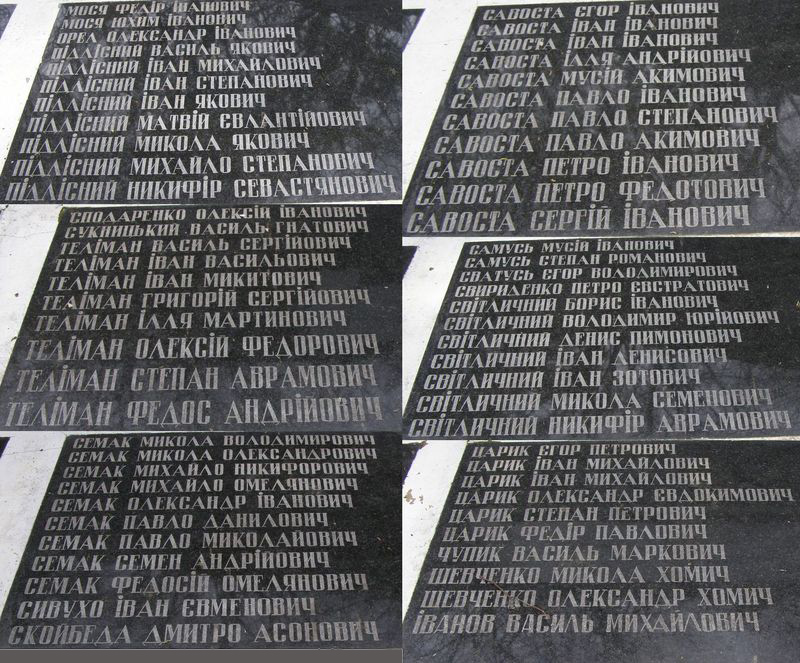 МОСЯ ФЕДІР ІВАНОВИЧ
МОСЯ ЮХИМ ІВАНОВИЧ
ОРЕЛ ОЛЕКСАНДР ІВАНОВИЧ
ПІДЛІСНИЙ ВАСИЛЬ ЯКОВИЧ
ПІДЛІСНИЙ ІВАН МИХАЙЛОВИЧ
ПІДЛІСНИЙ ІВАН СТЕПАНОВИЧ
ПІДЛІСНИЙ ІВАН ЯКОВИЧ
ПІДЛІСНИЙ МАТВІЙ ЄВЛАНТІЙОВИЧ
ПІДЛІСНИЙ МИКОЛА ЯКОВИЧ
ПІДЛІСНИЙ МИХАЙЛО СТЕПАНОВИЧ
ПІДЛІСНИЙ НИКИФІР СЕВАСТЯНОВИЧ
СПОДАРЕНКО ОЛЕКСІЙ ІВАНОВИЧ
СУКНИЦЬКИЙ ВАСИЛЬ ГНАТОВИЧ
ТЕЛІМАН ВАСИЛЬ СЕРГІЙОВИЧ
ТЕЛІМАН ІВАН ВАСИЛЬОВИЧ
ТЕЛІМАН ІВАН МИКИТОВИЧ
ТЕЛІМАН ГРИГОРІЙ СЕРГІЙОВИЧ
ТЕЛІМАН ІЛЛЯ МАРТИНОВИЧ
ТЕЛІМАН ОЛЕКСІЙ ФЕДОРОВИЧ
ТЕЛІМАН СТЕПАН АВРАМОВИЧ
ТЕЛІМАН ФЕДОС АНДРІЙОВИЧ
СЕМАК МИКОЛА ВОЛОДИМИРОВИЧ
СЕМАК МИКОЛА ОЛЕКСАНДРОВИЧ
СЕМАК МИХАЙЛО НИКИФОРОВИЧ
СЕМАК МИХАЙЛО ОМЕЛЯНОВИЧ
СЕМАК ОЛЕКСАНДР ІВАНОВИЧ
СЕМАК ПАВЛО ДАНИЛОВИЧ
СЕМАК ПАВЛО МИКОЛАЙОВИЧ
СЕМАК СЕМЕН АНДРІЙОВИЧ
СЕМАК ФЕДОСІЙ ОМЕЛЯНОВИЧ
СИВУХО ІВАН ЄВМЕНОВИЧ
СКОЙБЕДА ДМИТРО АСОНОВИЧ
САВОСТА ЄГОР ІВАНОВИЧ
САВОСТА ІВАН ІВАНОВИЧ
САВОСТА ІВАН ІВАНОВИЧ
САВОСТА ІЛЛЯ АНДРІЙОВИЧ
САВОСТА МУСІЙ АКИМОВИЧ
САВОСТА ПАВЛО ІВАНОВИЧ
САВОСТА ПАВЛО СТЕПАНОВИЧ
САВОСТА ПАВЛО АКИМОВИЧ
САВОСТА ПЕТРО ІВАНОВИЧ
САВОСТА ПЕТРО ФЕДОТОВИЧ
САВОСТА СЕРГІЙ ІВАНОВИЧ
САМУСЬ МУСІЙ ІВАНОВИЧ
САМУСЬ СТЕПАН РОМАНОВИЧ
СВАТУСЬ ЄГОР ВОЛОДИМИРОВИЧ
СВИРИДЕНКО ПЕТРО ЄВСТРАТОВИЧ
СВІТЛИЧНИЙ БОРИС ІВАНОВИЧ
СВІТЛИЧНИЙ ВОЛОДИМИР ЮРІЙОВИЧ
СВІТЛИЧНИЙ ДЕНИС ПИМОНОВИЧ
СВІТЛИЧНИЙ ІВАН ДЕНИСОВИЧ
СВІТЛИЧНИЙ ІВАН ЗОТОВИЧ
СВІТЛИЧНИЙ МИКОЛА СЕМЕНОВИЧ
СВІТЛИЧНИЙ НИКИФІР АВРАМОВИЧ
ЦАРИК ЄГОР ПЕТРОВИЧ
ЦАРИК ІВАН МИХАЙЛОВИЧ
ЦАРИК ІВАН МИХАЙЛОВИЧ
ЦАРИК ОЛЕКСАНДР ЄВДОКИМОВИЧ
ЦАРИК СТЕПАН ПЕТРОВИЧ
ЦАРИК ФЕДІР ПАВЛОВИЧ
ЧУПИК ВАСИЛЬ МАРКОВИЧ
ШЕВЧЕНКО МИКОЛА ХОМИЧ
ШЕВЧЕНКО ОЛЕКСАНДР ХОМИЧ
ІВАНОВ ВАСИЛЬ МИХАЙЛОВИЧ